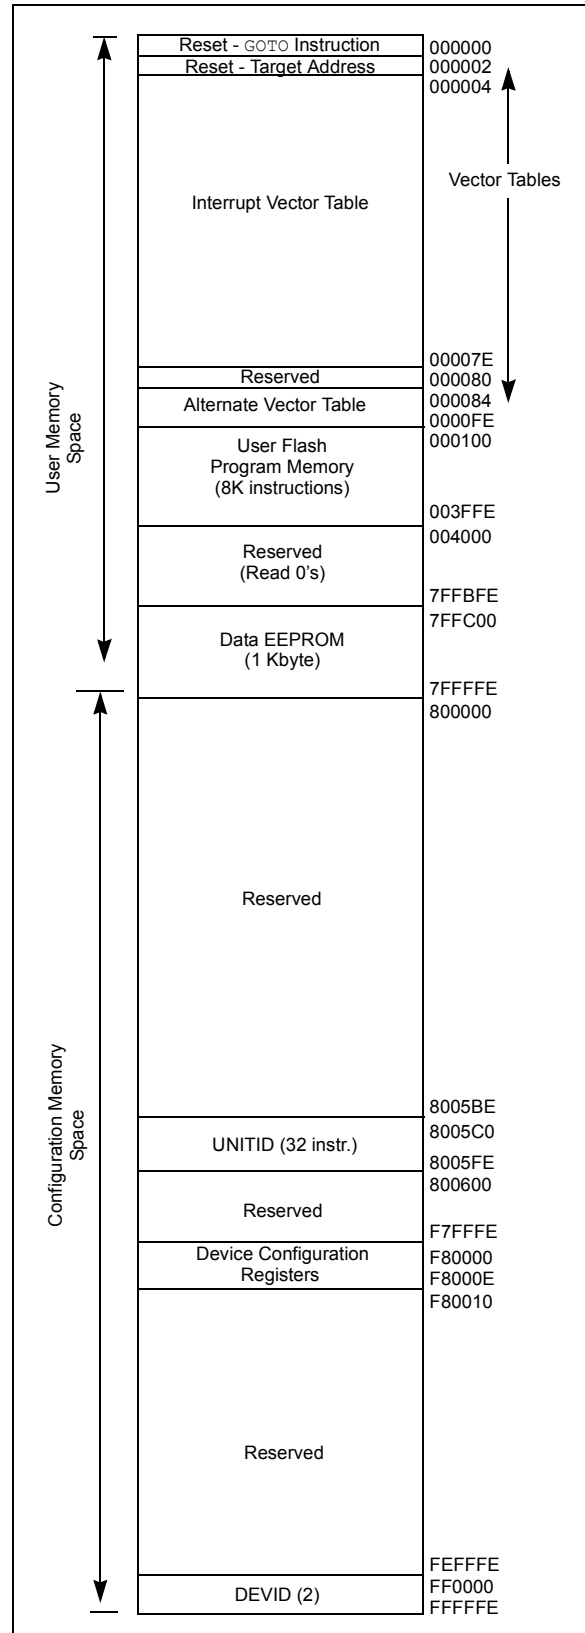 Reset - GOTO Instruction 000000
Reset - Target Address 000002
000004
Vector Tables
Interrupt Vector Table
00007E
Reserved 000080
Alternate Vector Table 000084
0000FE
User Flash 000100
Program Memory
(8K instructions)
003FFE
004000
Reserved
(Read 0's)
7FFBFE
7FFC00
Data EEPROM
(1 Kbyte)
7FFFFE
800000
User Memory
Space
Reserved
8005BE
8005C0
UNITID (32 instr.)
8005FE
800600
Reserved
F7FFFE
Device Configuration F80000
Registers F8000E
F80010
Configuration Memory
Space
Reserved
FEFFFE
FF0000
DEVID (2)
FFFFFE